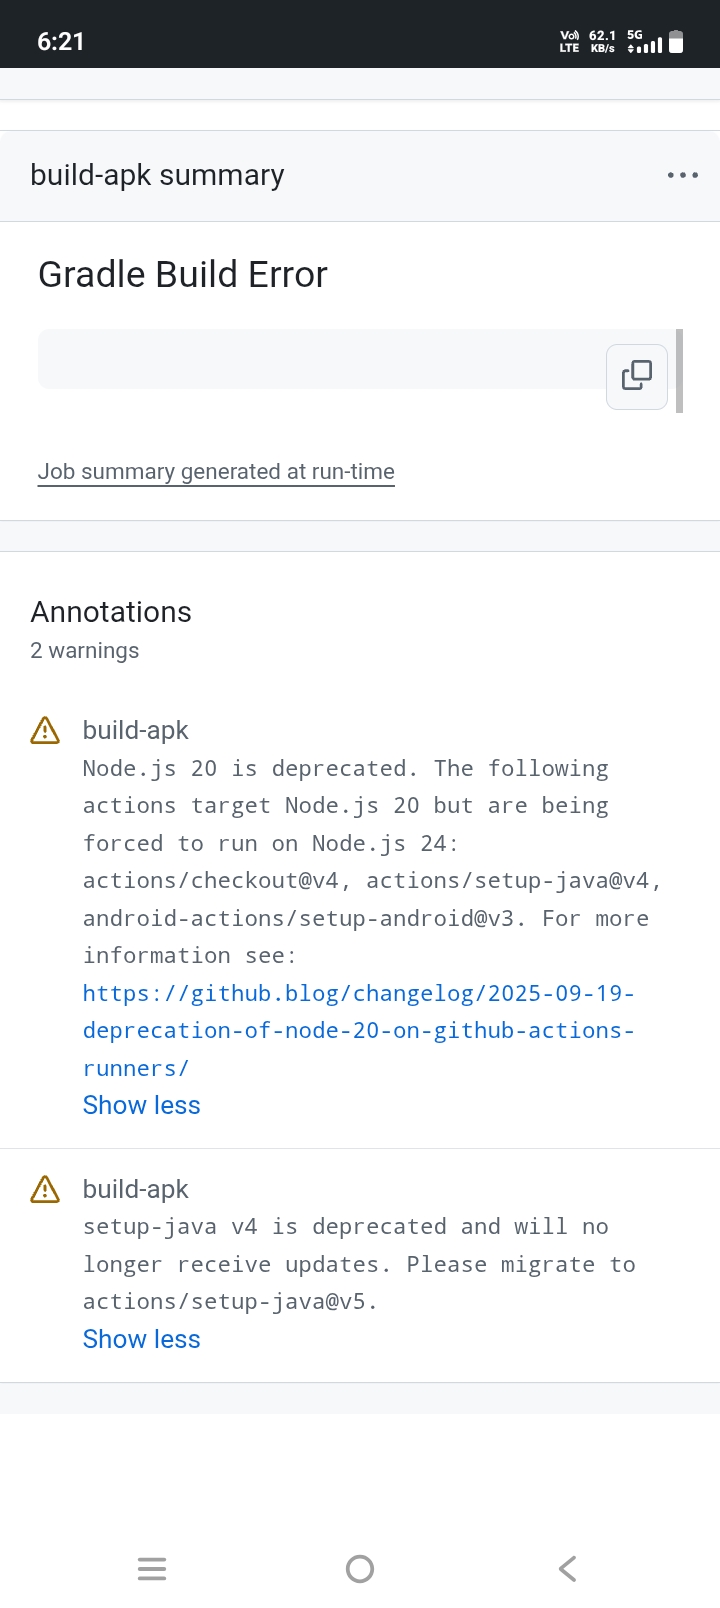 6:21
Vo) 62.1 5G
LTE KB/s
build-apk summary
Gradle Build Error
Job summary generated at run-time
Annotations
2 warnings
build-apk
Node.js 20 is deprecated. The following
actions target Node.js 20 but are being
forced to run on Node.js 24:
actions/checkout@v4, actions/setup-java@v4,
android-actions/setup-android@v3. For more
information see:
https://github.blog/changelog/2025-09-19-
deprecation-of-node-20-on-github-actions-
runners/
Show less
build-apk
setup-java v4 is deprecated and will no
longer receive updates. Please migrate to
actions/setup-java@v5.
Show less